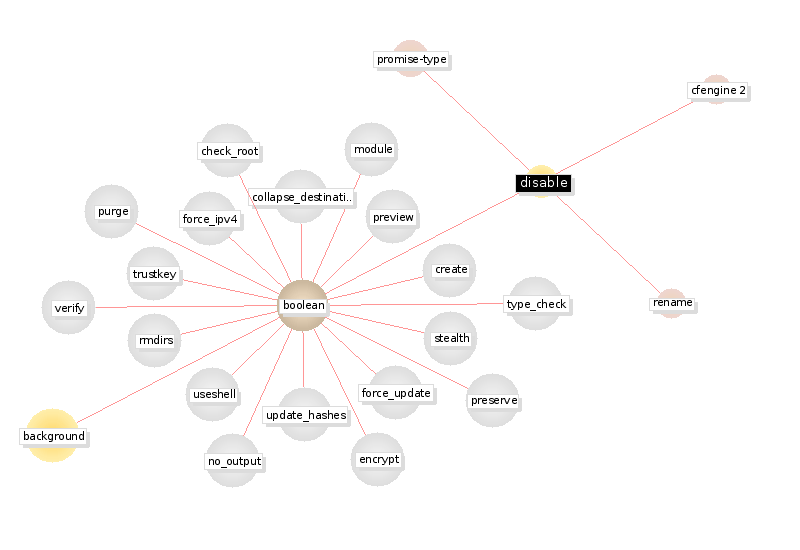 promise-type
cfengine 2
check_root
module
disable
collapse_destinati..
purge
force_ipv4
preview
trustkey
create
rename
verify
boolean
type_check
rmdirs
stealth
useshell
force_update
preserve
update_hashes
background
no_output
encrypt